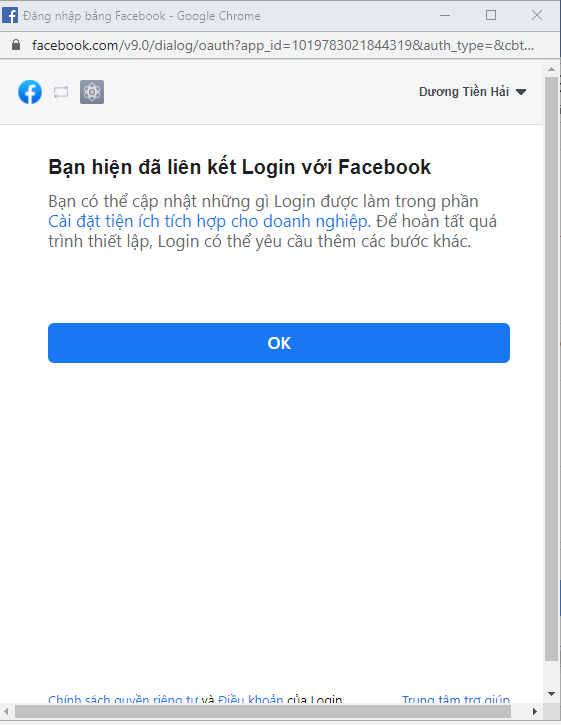 Đăng nhập bằng Facebook - Google Chrome
facebook.com/v9.0/dialog/oauth?app_id=1019783021844319&auth_type=&cbt...
Dương Tiền Hải
Bạn hiện đã liên kết Login với Facebook
Bạn có thể cập nhật những gì Login được làm trong phần
Cài đặt tiện ích tích hợp cho doanh nghiệp. Để hoàn tất quá
trình thiết lập, Login có thể yêu cầu thêm các bước khác.
OK
Chính sách quyền riêng tư và Điều khoản của Login
Trung tâm trợ giúp